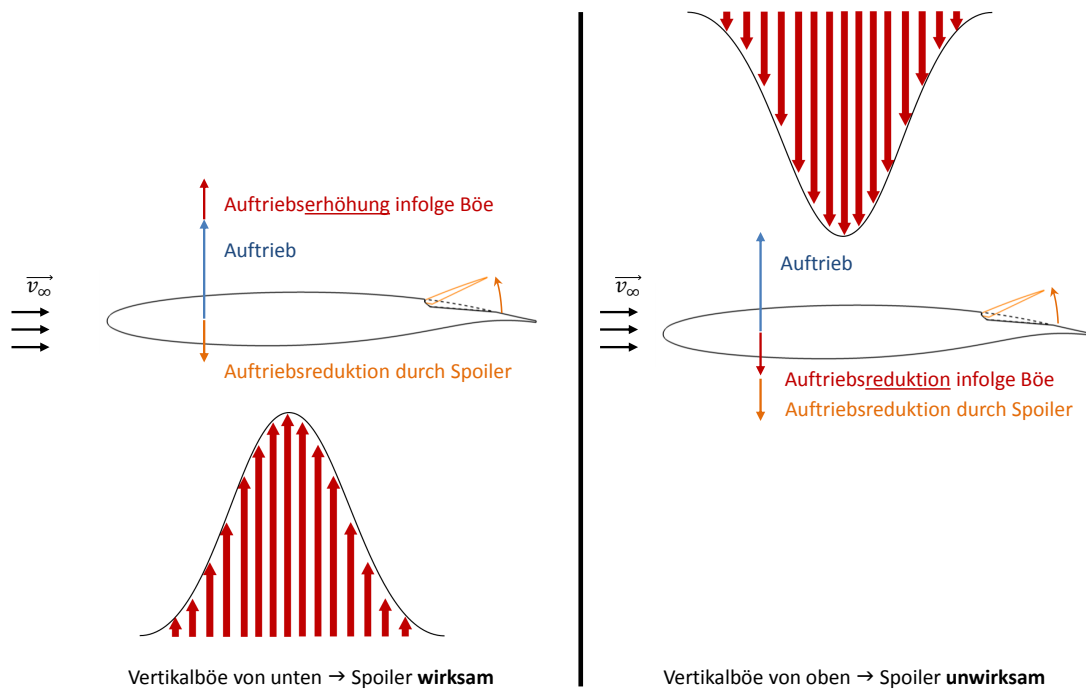 Auftriebserhöhung infolge Böe
Auftrieb
v∞
Auftriebsreduktion durch Spoiler
Vertikalböe von unten → Spoiler wirksam
Auftrieb
v∞
Auftriebsreduktion infolge Böe
Auftriebsreduktion durch Spoiler
Vertikalböe von oben → Spoiler unwirksam